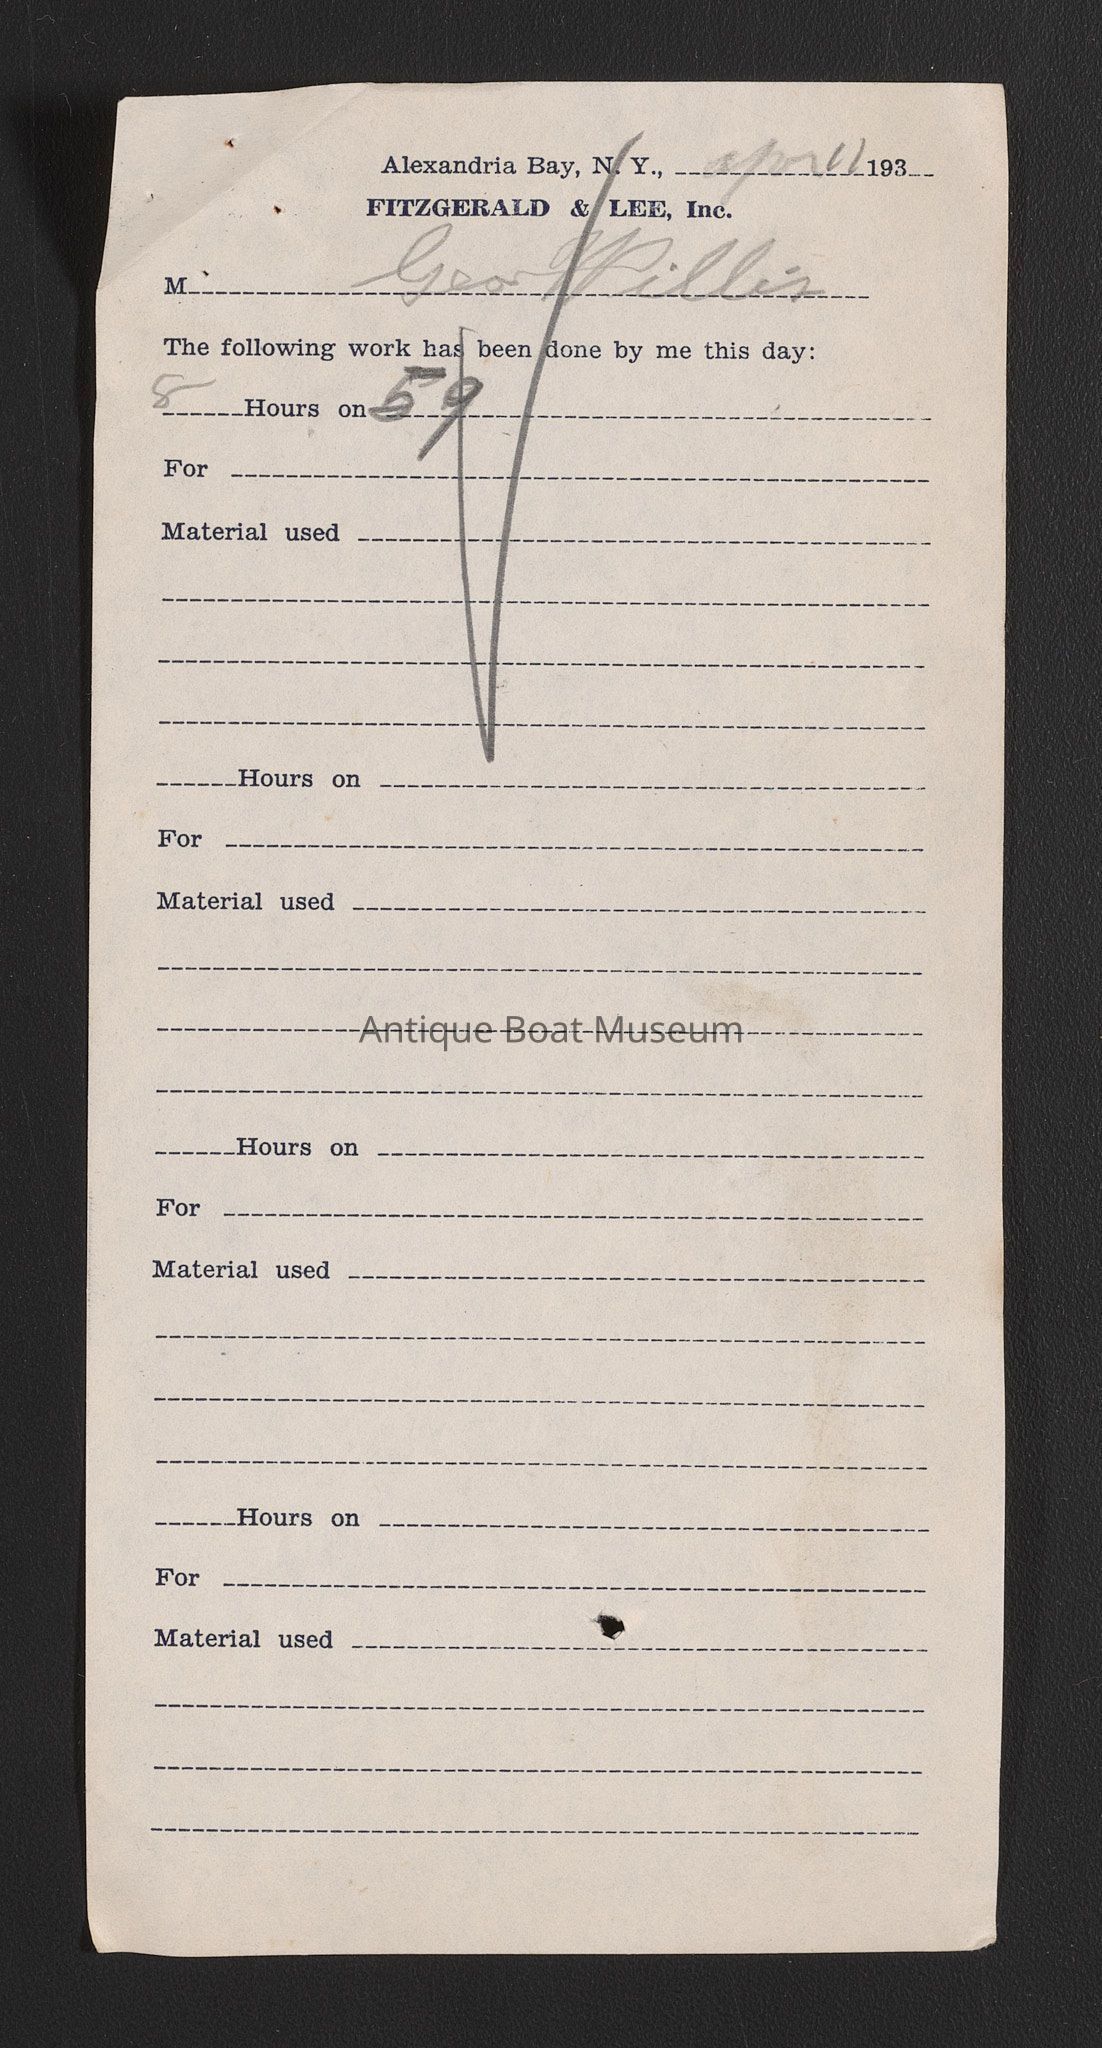 Alexandria Bay, N. Y., Apr 11 193
FITZGERALD & LEE, Inc.
M Geo Willis
The following work has been done by me this day:
8 Hours on 59
For
Material used
Hours on
For
Material used
Antique Boat Museum
Hours on
For
Material used
Hours on
For
Material used